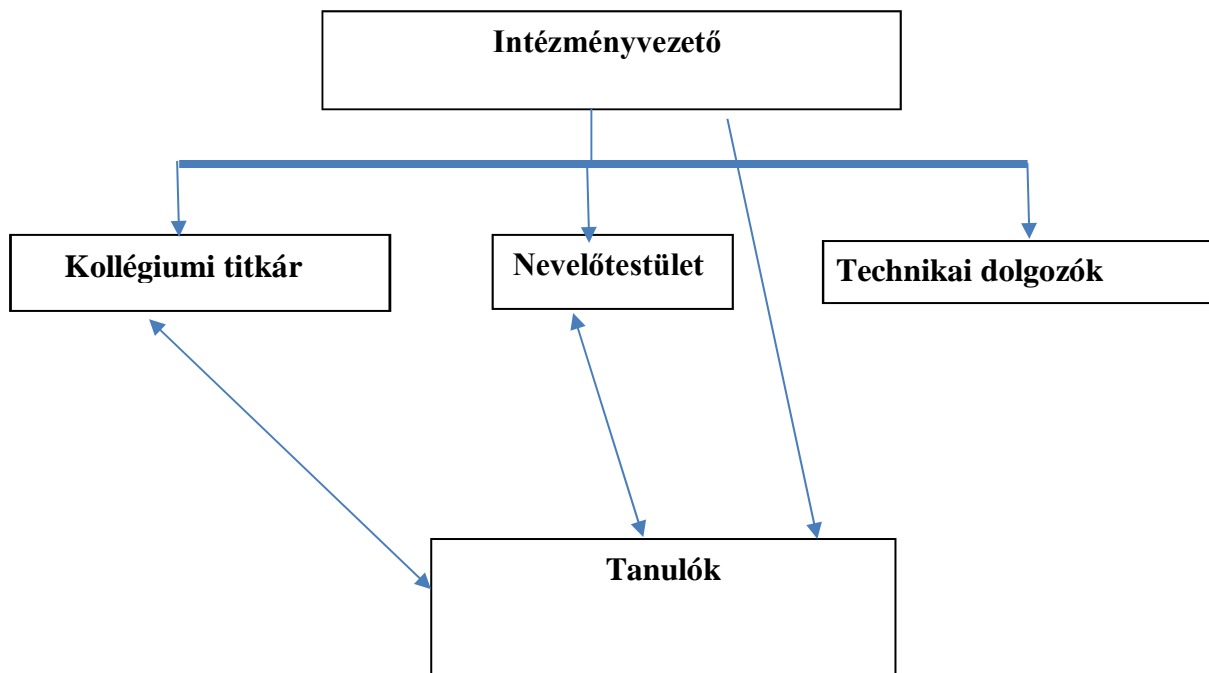 Intézményvezető
Kollégiumi titkár
Nevelőtestület
Technikai dolgozók
Tanulók